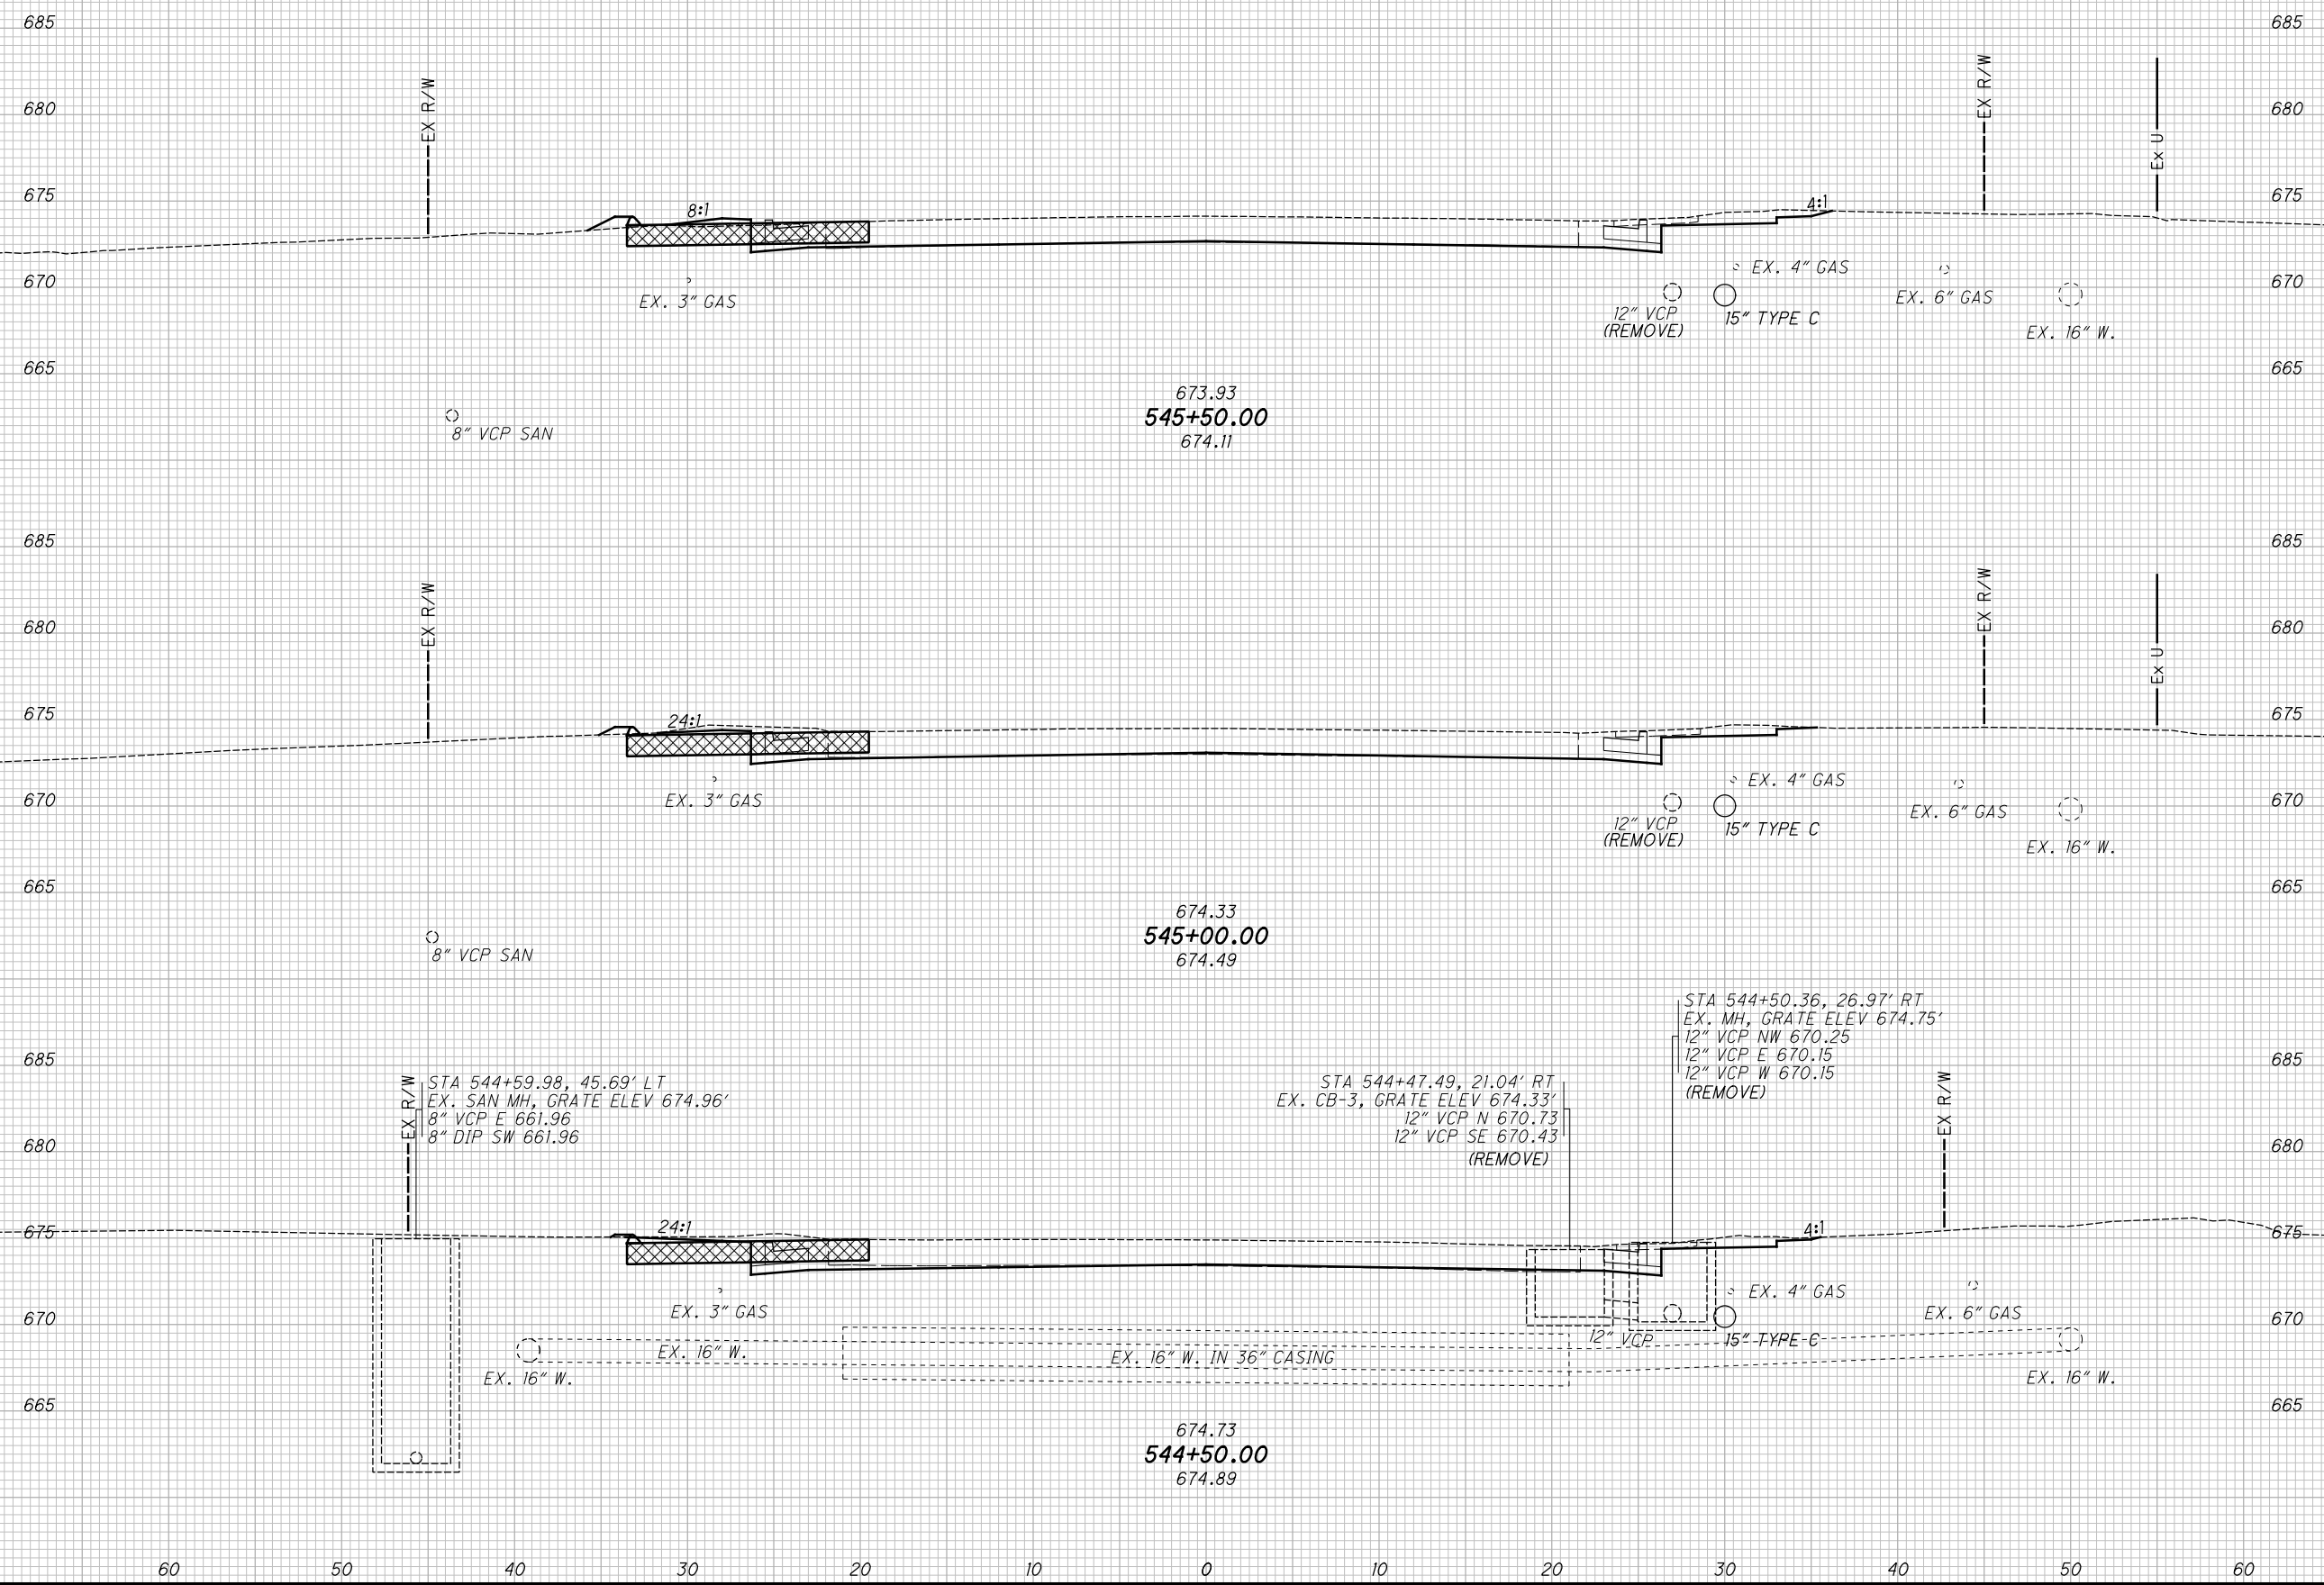 685 685
EX R/W EX R/W
680 680
EX U
675 8:1 4:1 675
EX. 4" GAS
670 EX. 3" GAS EX. 6" GAS 670
12" VCP 15" TYPE C
(REMOVE) EX. 16" W.
665 665
673.93
545+50.00
8" VCP SAN 674.11
685 685
EX R/W EX R/W
680 680
EX U
675 24:1 675
EX. 4" GAS
670 EX. 3" GAS 670
EX. 6" GAS
12" VCP 15" TYPE C
(REMOVE) EX. 16" W.
665 665
674.33
545+00.00
8" VCP SAN 674.49
STA 544+50.36, 26.97' RT
EX. MH, GRATE ELEV 674.75'
12" VCP NW 670.25
12" VCP E 670.15
12" VCP W 670.15
(REMOVE)
685 685
EX R/W EX R/W
STA 544+59.98, 45.69' LT
EX. SAN MH, GRATE ELEV 674.96'
8" VCP E 661.96
8" DIP SW 661.96
STA 544+47.49, 21.04' RT
EX. CB-3, GRATE ELEV 674.33'
12" VCP N 670.73
12" VCP SE 670.43
(REMOVE)
680 680
675 24:1 4:1 675
EX. 4" GAS
670 EX. 3" GAS EX. 6" GAS 670
12" VCP 15" TYPE C
EX. 16" W. EX. 16" W. IN 36" CASING
EX. 16" W. EX. 16" W.
665 665
674.73
544+50.00
674.89
60 50 40 30 20 10 0 10 20 30 40 50 60